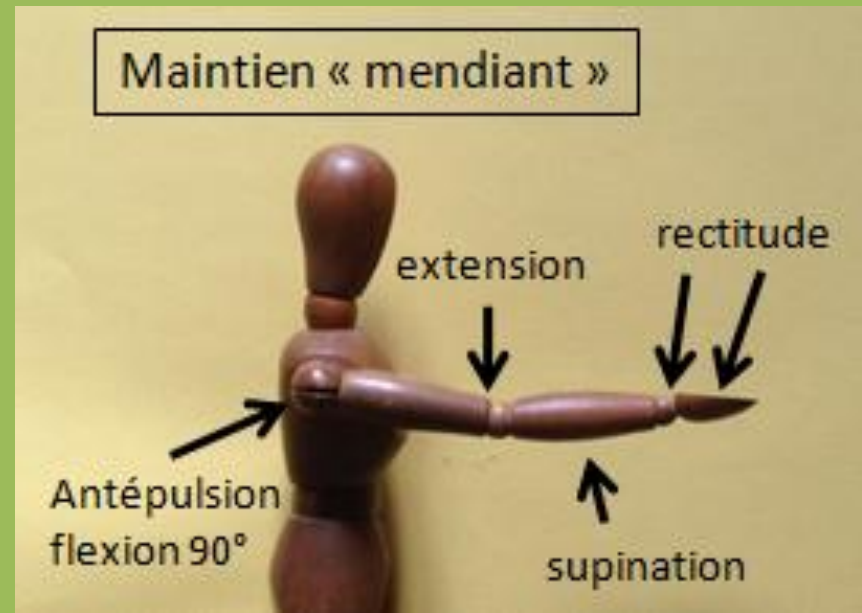 Maintien « mendiant »
rectitude
extension
Antépulsion
flexion 90°
supination